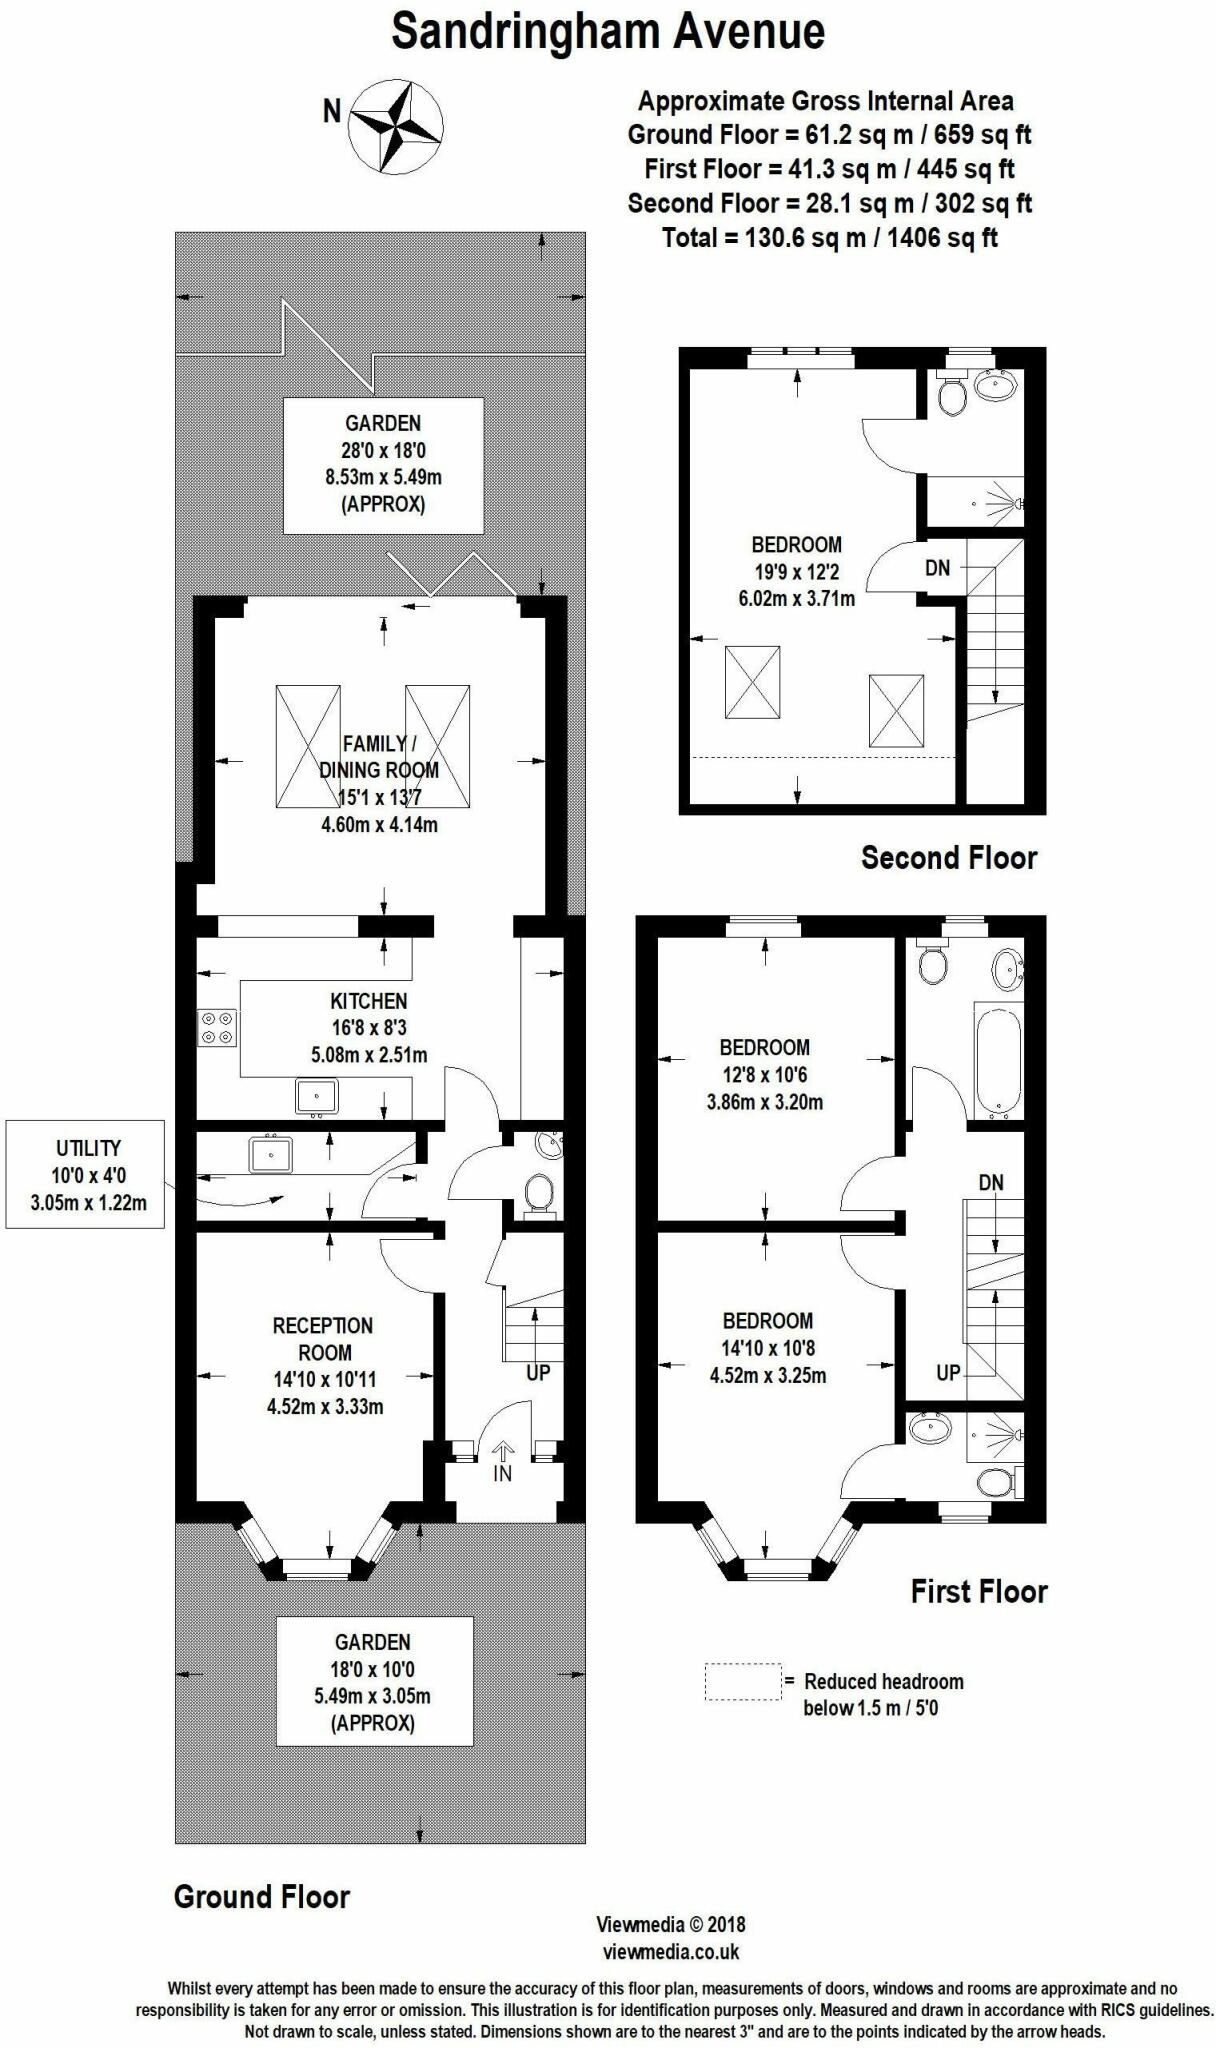 Sandringham Avenue
N
Approximate Gross Internal Area
Ground Floor = 61.2 sq m / 659 sq ft
First Floor = 41.3 sq m / 445 sq ft
Second Floor = 28.1 sq m / 302 sq ft
Total = 130.6 sq m / 1406 sq ft
GARDEN
28'0 x 18'0
8.53m x 5.49m
(APPROX)
BEDROOM
19'9 x 12'2
6.02m x 3.71m
DN
Second Floor
FAMILY /
DINING ROOM
15'1 x 13'7
4.60m x 4.14m
KITCHEN
16'8 x 8'3
5.08m x 2.51m
UTILITY
10'0 x 4'0
3.05m x 1.22m
RECEPTION
ROOM
14'10 x 10'11
4.52m x 3.33m
UP
IN
BEDROOM
12'8 x 10'6
3.86m x 3.20m
DN
BEDROOM
14'10 x 10'8
4.52m x 3.25m
UP
First Floor
GARDEN
18'0 x 10'0
5.49m x 3.05m
(APPROX)
= Reduced headroom
below 1.5 m / 5'0
Ground Floor
Viewmedia © 2018
viewmedia.co.uk
Whilst every attempt has been made to ensure the accuracy of this floor plan, measurements of doors, windows and rooms are approximate and no
responsibility is taken for any error or omission. This illustration is for identification purposes only. Measured and drawn in accordance with RICS guidelines.
Not drawn to scale, unless stated. Dimensions shown are to the nearest 3" and are to the points indicated by the arrow heads.